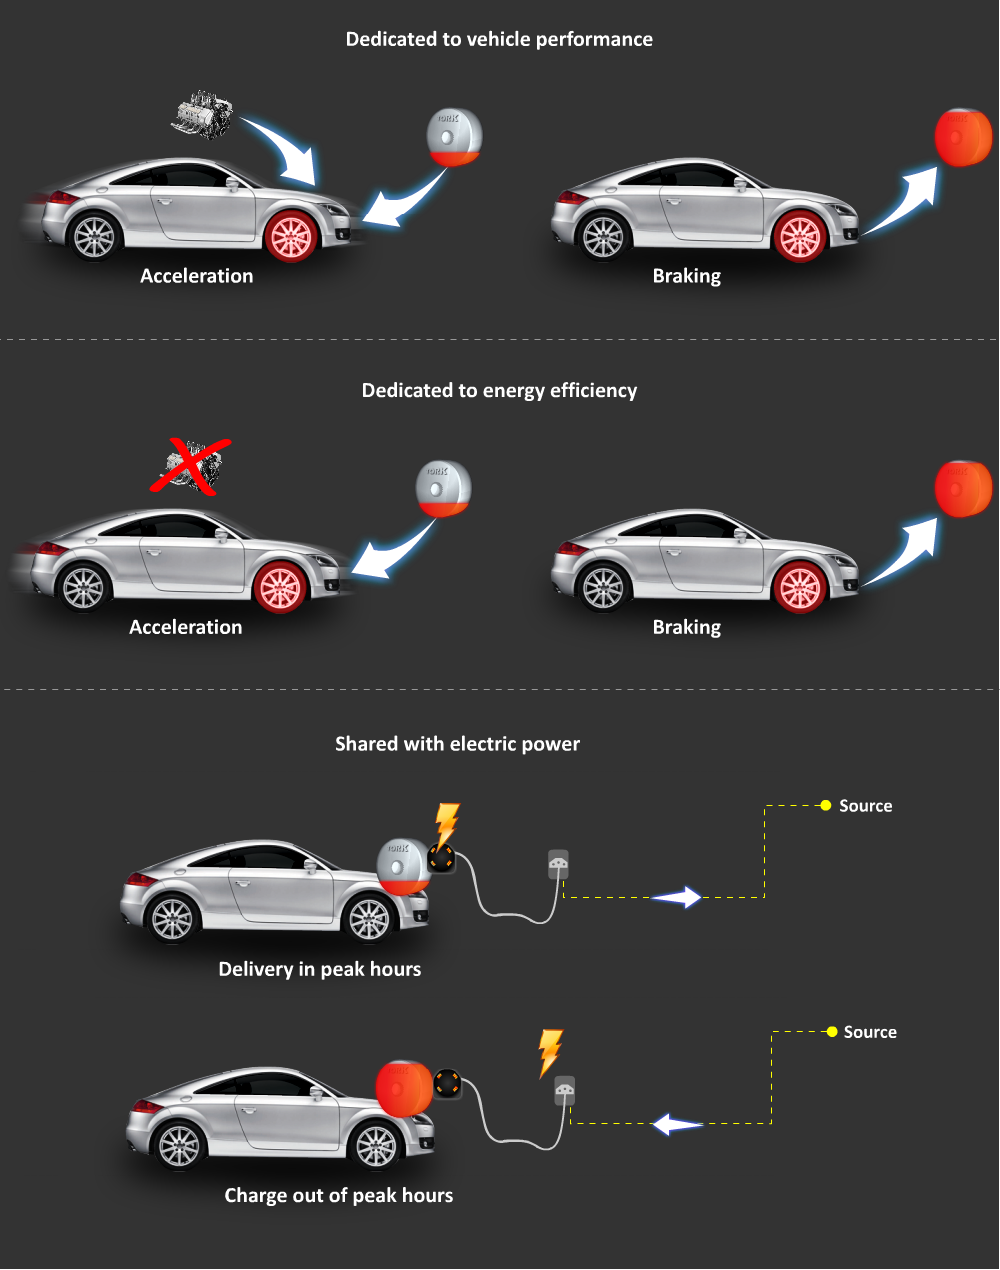 Dedicated to vehicle performance
TORK
Acceleration
Braking
Dedicated to energy efficiency
TORK
Acceleration
Braking
Shared with electric power
Source
TORK
Delivery in peak hours
Source
Charge out of peak hours